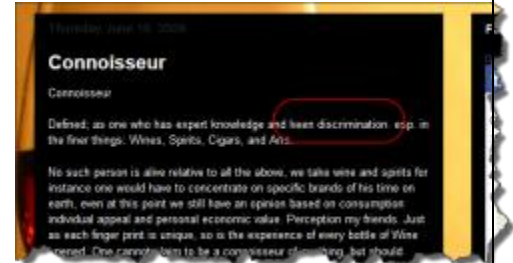 Thursday, June 18, 2009
Connoisseur
Connoisseur
Defined; as one who has expert knowledge and keen discrimination esp. in
the finer things: Wines, Spirits, Cigars, and Arts.
No such person is alive relative to all the above, we take wine and spirits for
instance one would have to concentrate on specific brands of his time on
earth, even at this point we still have an opinion based on consumption
individual appeal and personal economic value. Perception my friends. Just
as each finger print is unique, so is the experience of every bottle of Wine
opened. One cannot claim to be a connoisseur of anything, but should